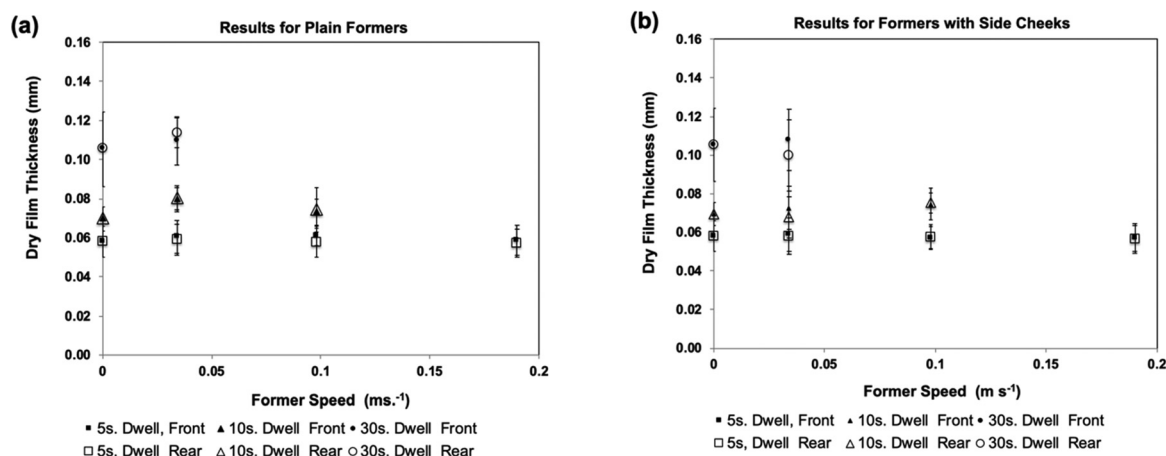 (a)
Results for Plain Formers
0.16
0.14
0.12
0.10
0.08
0.06
0.04
0.02
0.00
Dry Film Thickness (mm)
0
0.05
0.1
0.15
0.2
Former Speed (ms.-1)
■ 5s. Dwell, Front ▲ 10s. Dwell Front • 30s. Dwell Front
□ 5s. Dwell Rear △ 10s. Dwell Rear ○ 30s. Dwell Rear
(b)
Results for Formers with Side Cheeks
0.16
0.14
0.12
0.10
0.08
0.06
0.04
0.02
0.00
Dry Film Thickness (mm)
0
0.05
0.1
0.15
0.2
Former Speed (m s-1)
■ 5s. Dwell, Front ▲ 10s. Dwell Front • 30s. Dwell Front
□ 5s, Dwell Rear △ 10s. Dwell Rear ○ 30s. Dwell Rear